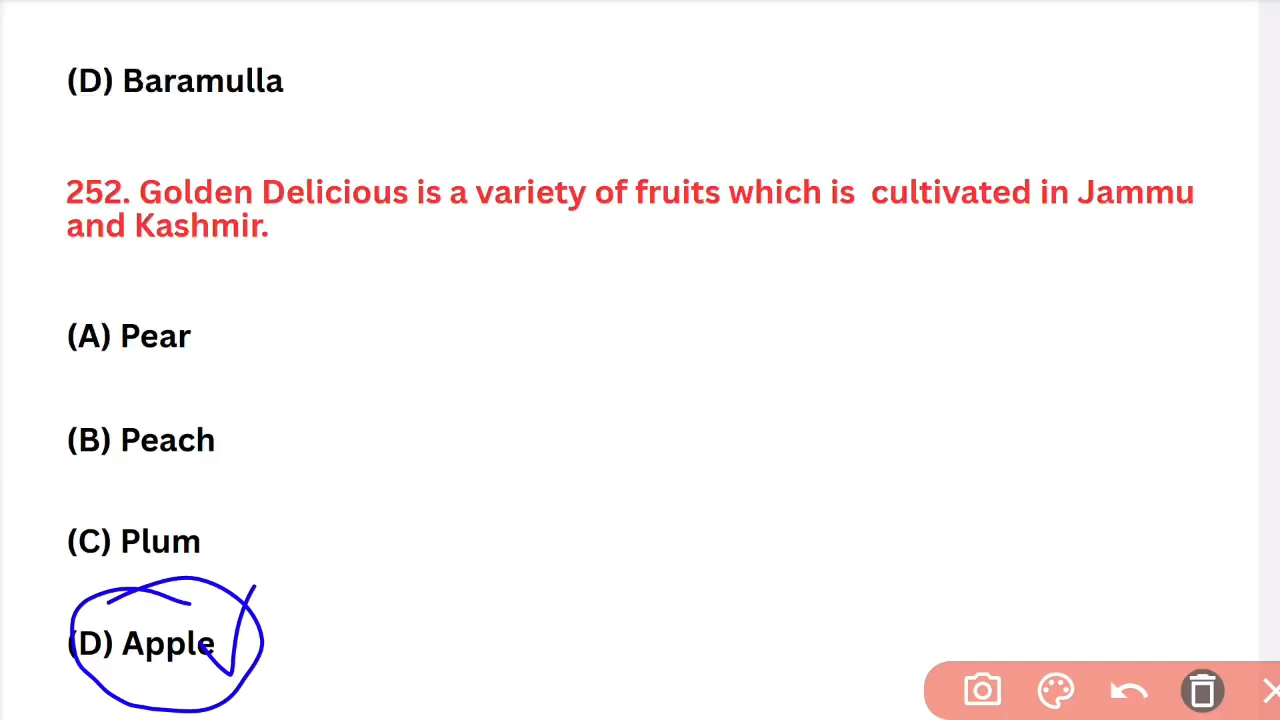 (D) Baramulla
252. Golden Delicious is a variety of fruits which is cultivated in Jammu
and Kashmir.
(A) Pear
(B) Peach
(C) Plum
(D) Apple